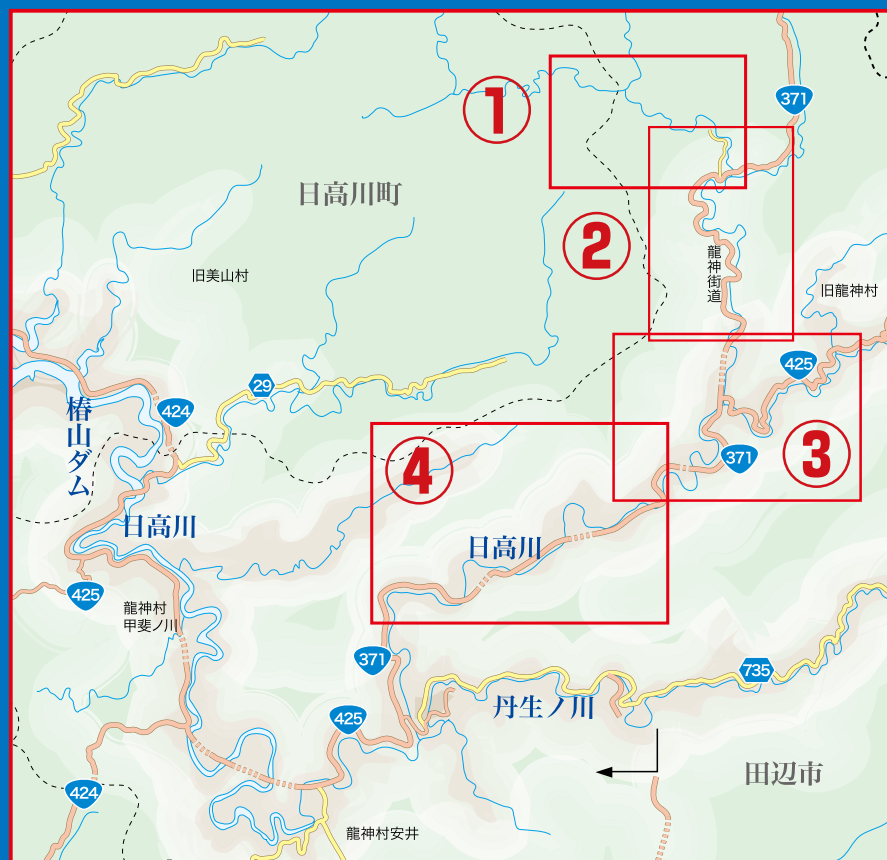 ①
371
日高川町
②
龍神街道
旧美山村
旧龍神村
425
29
424
椿山ダム
371
③
④
日高川
日高川
425
龍神村
甲斐ノ川
371
735
丹生ノ川
425
田辺市
424
龍神村安井